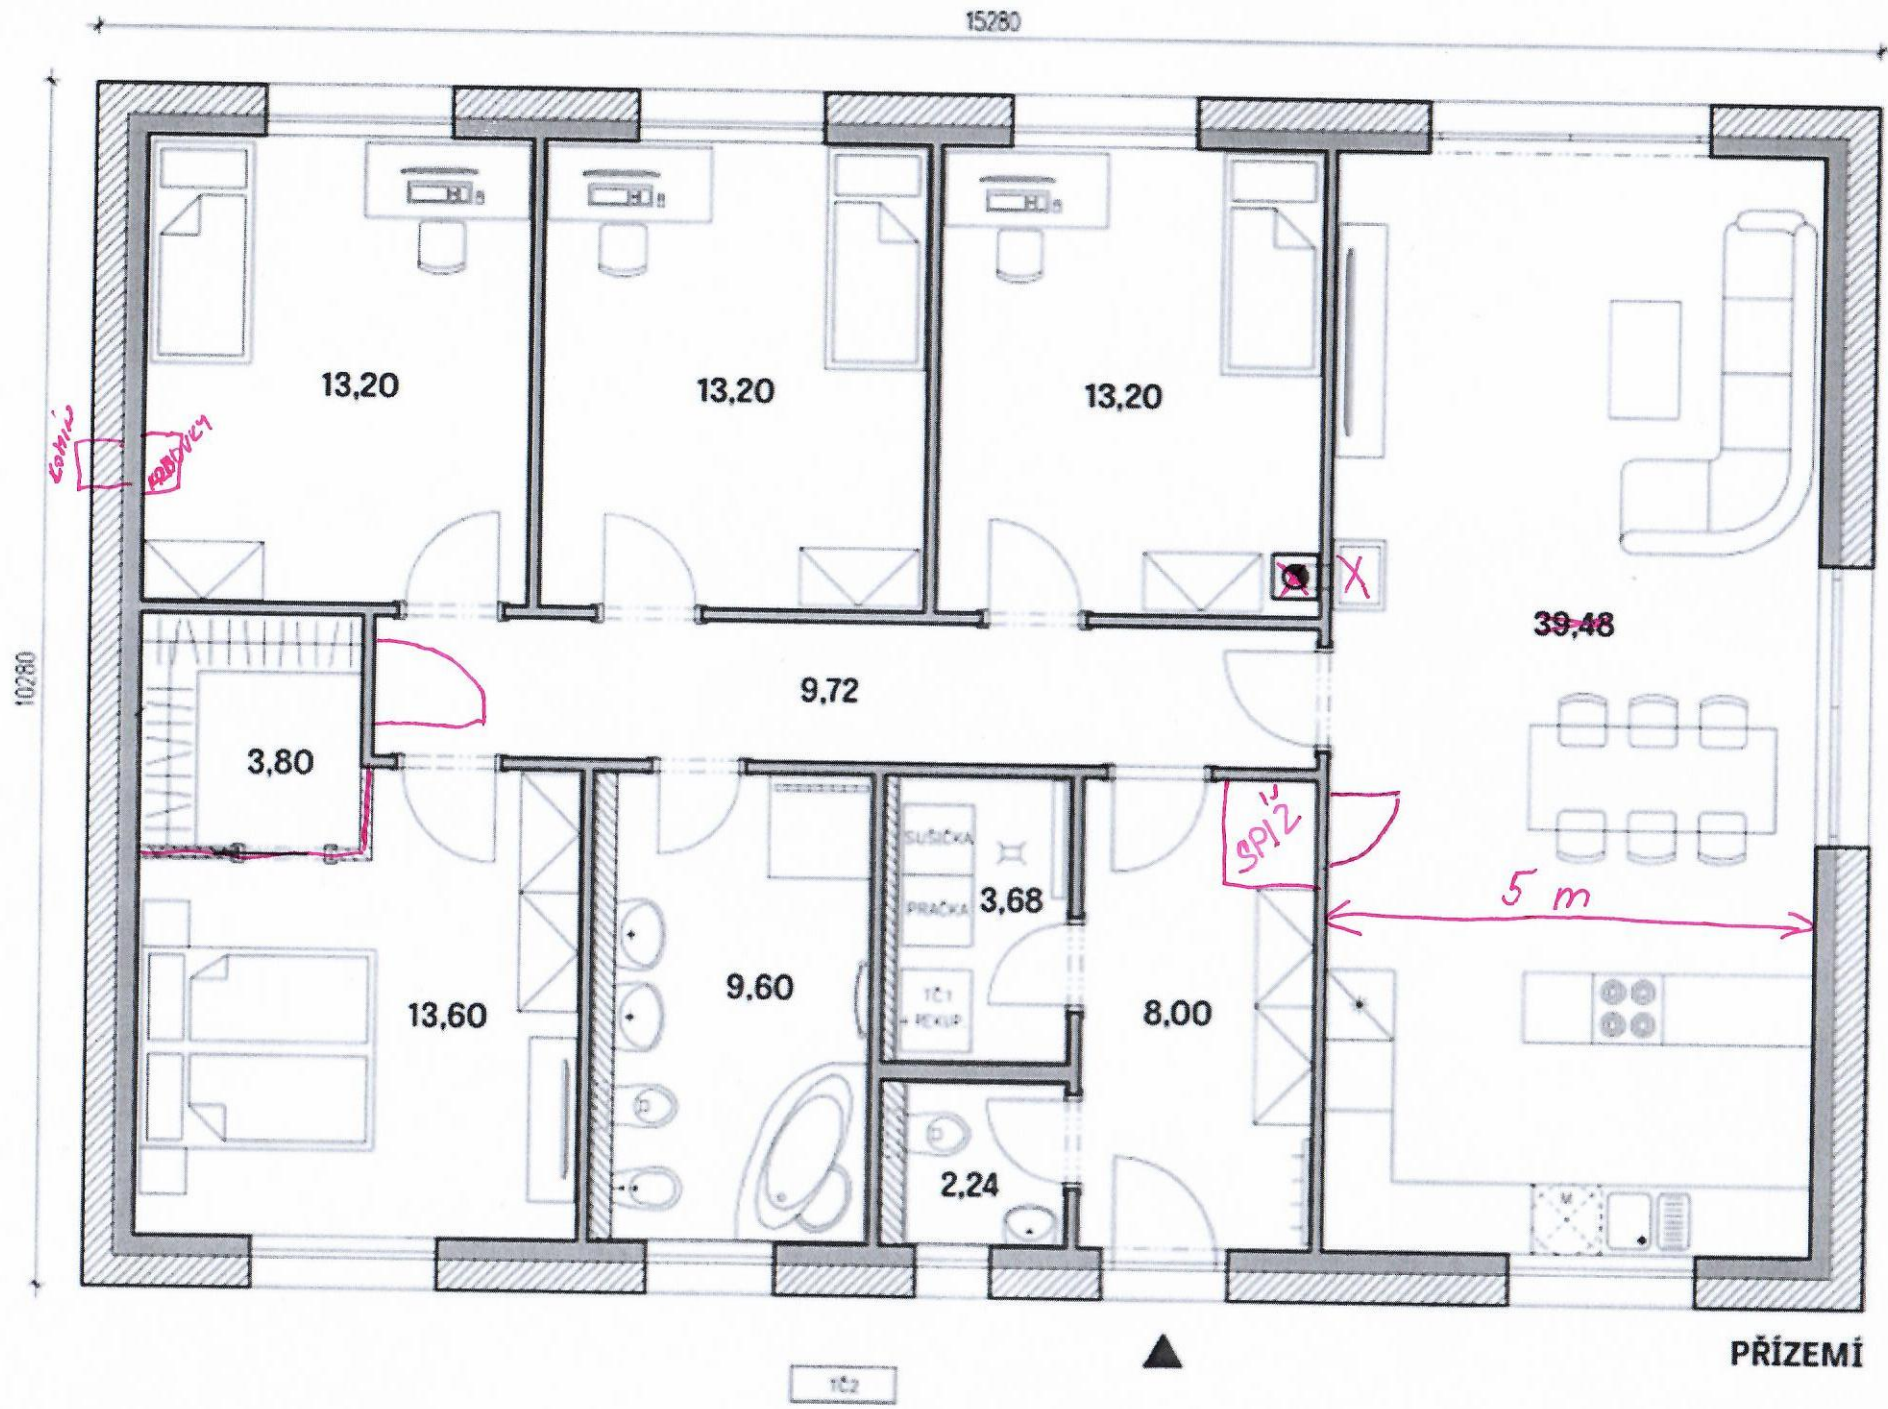 15280
10280
13,20
13,20
13,20
KOMÍN
39,48
9,72
3,80
SPÍŽ
SUŠIČKA
PRAČKA
3,68
5 m
TČ1
+ REKUP.
9,60
13,60
8,00
2,24
M
PŘÍZEMÍ
TČ2